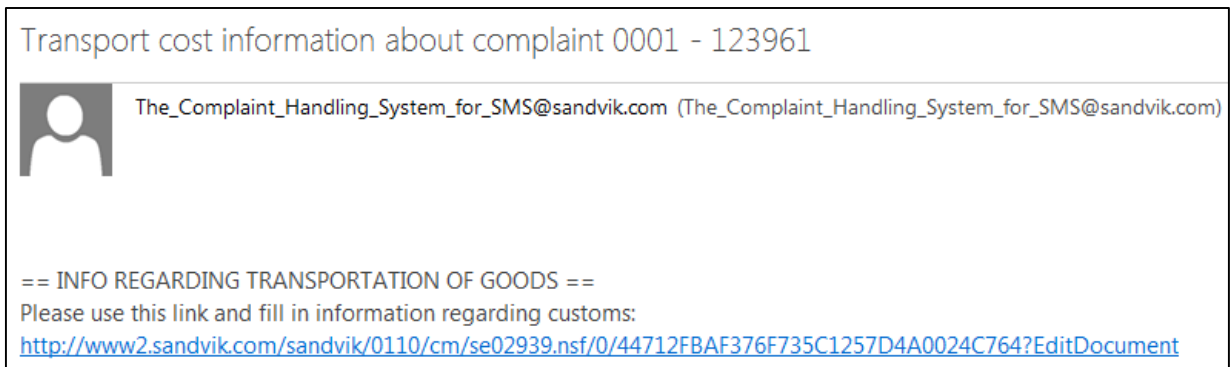 Transport cost information about complaint 0001 - 123961
The_Complaint_Handling_System_for_SMS@sandvik.com (The_Complaint_Handling_System_for_SMS@sandvik.com)
== INFO REGARDING TRANSPORTATION OF GOODS ==
Please use this link and fill in information regarding customs:
http://www2.sandvik.com/sandvik/0110/cm/se02939.nsf/0/44712FBAF376F735C1257D4A0024C764?EditDocument